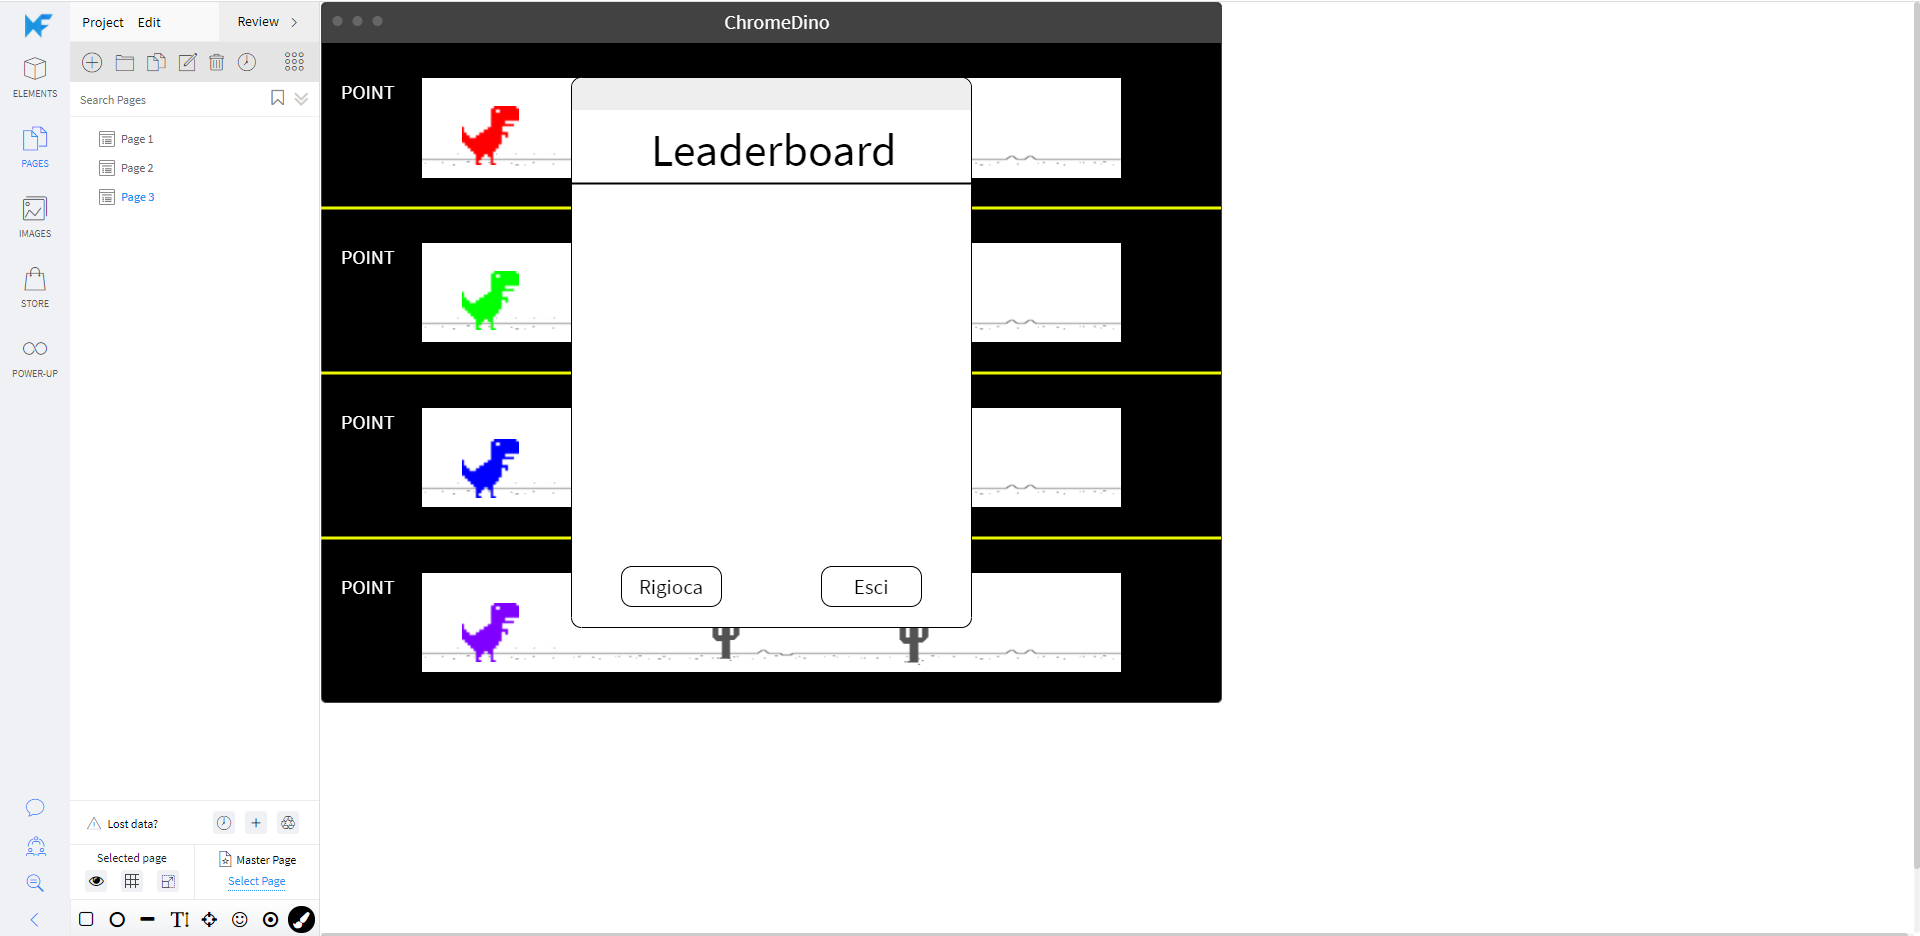 Project Edit Review
ELEMENTS
Search Pages
Page 1
Page 2
PAGES
Page 3
IMAGES
STORE
POWER-UP
Lost data?
Selected page
Master Page
Select Page
T
ChromeDino
POINT
POINT
POINT
POINT
Leaderboard
Rigioca
Esci